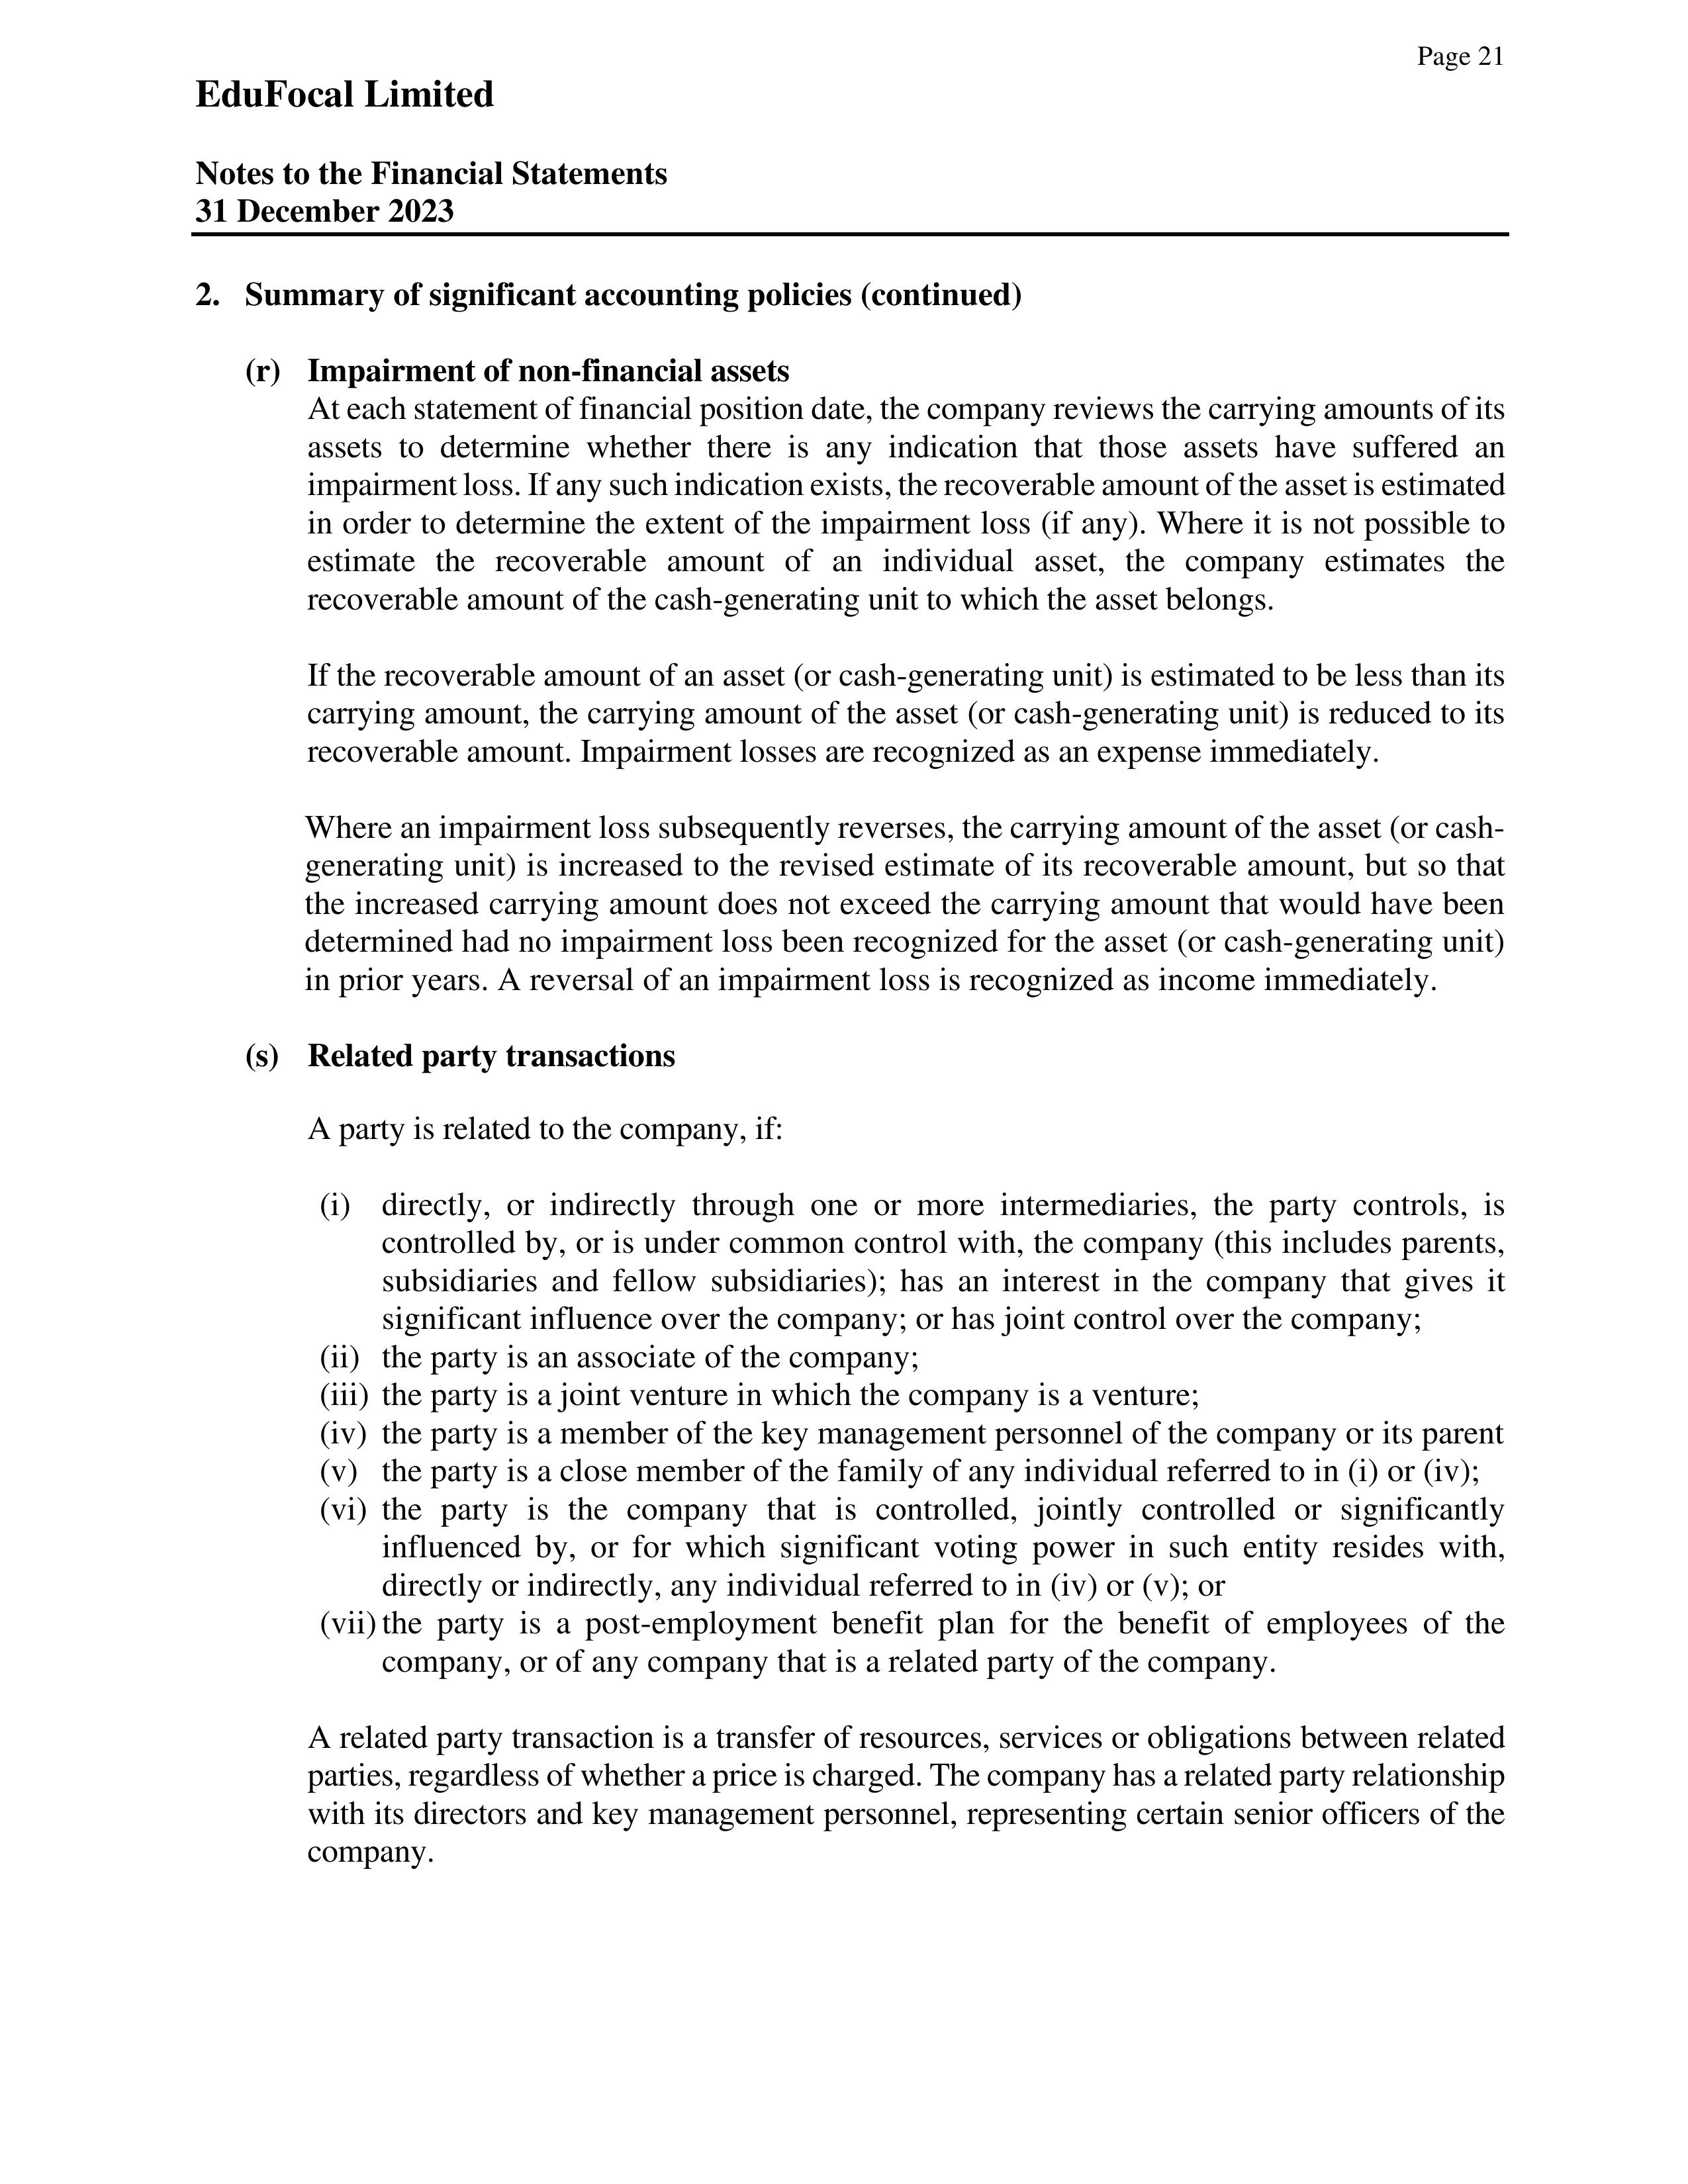 Page 21
EduFocal Limited
Notes to the Financial Statements
31 December 2023
2. Summary of significant accounting policies (continued)
(r) Impairment of non-financial assets
At each statement of financial position date, the company reviews the carrying amounts of its
assets to determine whether there is any indication that those assets have suffered an
impairment loss. If any such indication exists, the recoverable amount of the asset is estimated
in order to determine the extent of the impairment loss (if any). Where it is not possible to
estimate the recoverable amount of an individual asset, the company estimates the
recoverable amount of the cash-generating unit to which the asset belongs.
If the recoverable amount of an asset (or cash-generating unit) is estimated to be less than its
carrying amount, the carrying amount of the asset (or cash-generating unit) is reduced to its
recoverable amount. Impairment losses are recognized as an expense immediately.
Where an impairment loss subsequently reverses, the carrying amount of the asset (or cash-
generating unit) is increased to the revised estimate of its recoverable amount, but so that
the increased carrying amount does not exceed the carrying amount that would have been
determined had no impairment loss been recognized for the asset (or cash-generating unit)
in prior years. A reversal of an impairment loss is recognized as income immediately.
(s) Related party transactions
A party is related to the company, if:
(i) directly, or indirectly through one or more intermediaries, the party controls, is
controlled by, or is under common control with, the company (this includes parents,
subsidiaries and fellow subsidiaries); has an interest in the company that gives it
significant influence over the company; or has joint control over the company;
(ii) the party is an associate of the company;
(iii) the party is a joint venture in which the company is a venture;
(iv) the party is a member of the key management personnel of the company or its parent
(v) the party is a close member of the family of any individual referred to in (i) or (iv);
(vi) the party is the company that is controlled, jointly controlled or significantly
influenced by, or for which significant voting power in such entity resides with,
directly or indirectly, any individual referred to in (iv) or (v); or
(vii) the party is a post-employment benefit plan for the benefit of employees of the
company, or of any company that is a related party of the company.
A related party transaction is a transfer of resources, services or obligations between related
parties, regardless of whether a price is charged. The company has a related party relationship
with its directors and key management personnel, representing certain senior officers of the
company.